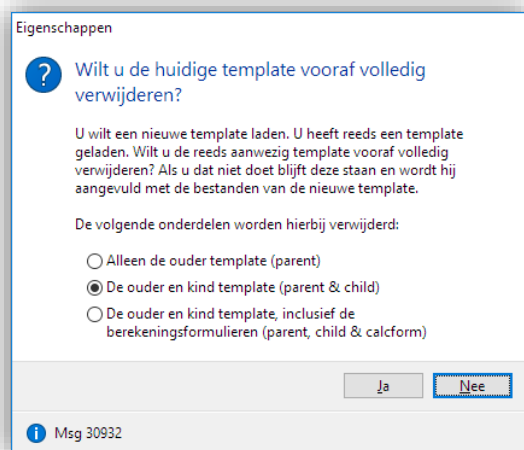 Eigenschappen
Wilt u de huidige template vooraf volledig
verwijderen?
U wilt een nieuwe template laden. U heeft reeds een template
geladen. Wilt u de reeds aanwezig template vooraf volledig
verwijderen? Als u dat niet doet blijft deze staan en wordt hij
aangevuld met de bestanden van de nieuwe template.
De volgende onderdelen worden hierbij verwijderd:
Alleen de ouder template (parent)
De ouder en kind template (parent & child)
De ouder en kind template, inclusief de
berekeningsformulieren (parent, child & calcform)
Ja Nee
Msg 30932